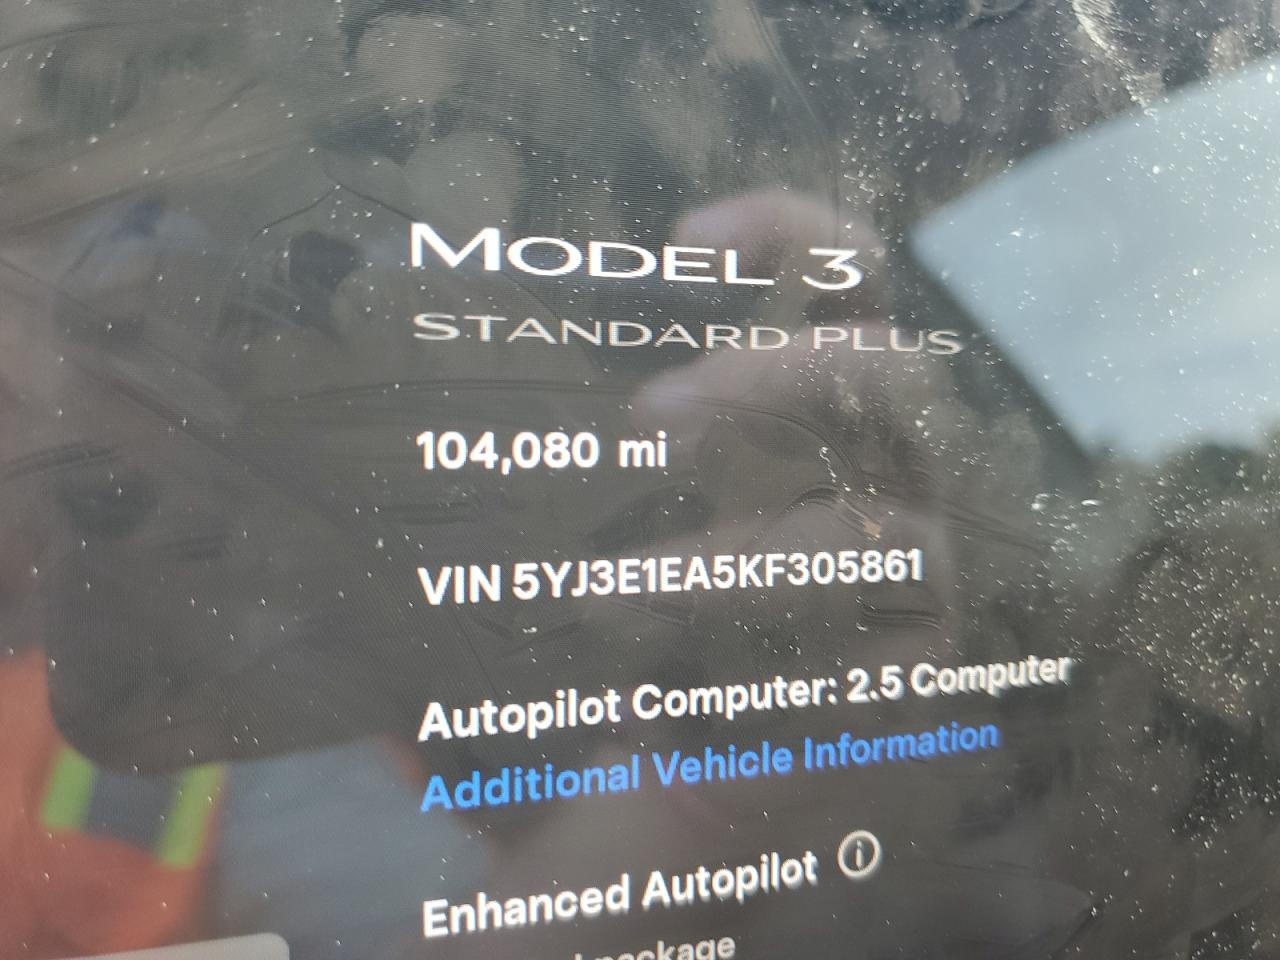 MODEL 3
STANDARD PLUS
104,080 mi
VIN 5YJ3E1EA5KF305861
Autopilot Computer: 2.5 Computer
Additional Vehicle Information
Enhanced Autopilot
package